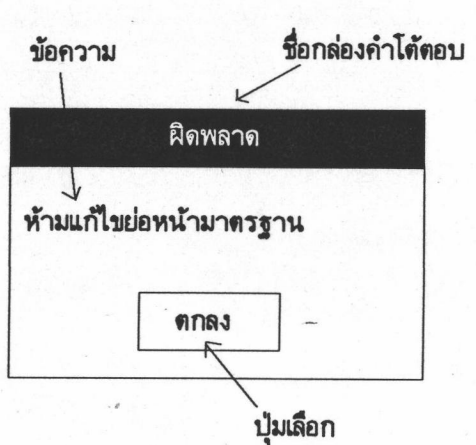 ข้อความ
ชื่อกล่องคำโต้ตอบ
ผิดพลาด
ห้ามแก้ไขย่อหน้ามาตรฐาน
ตกลง
ปุ่มเลือก